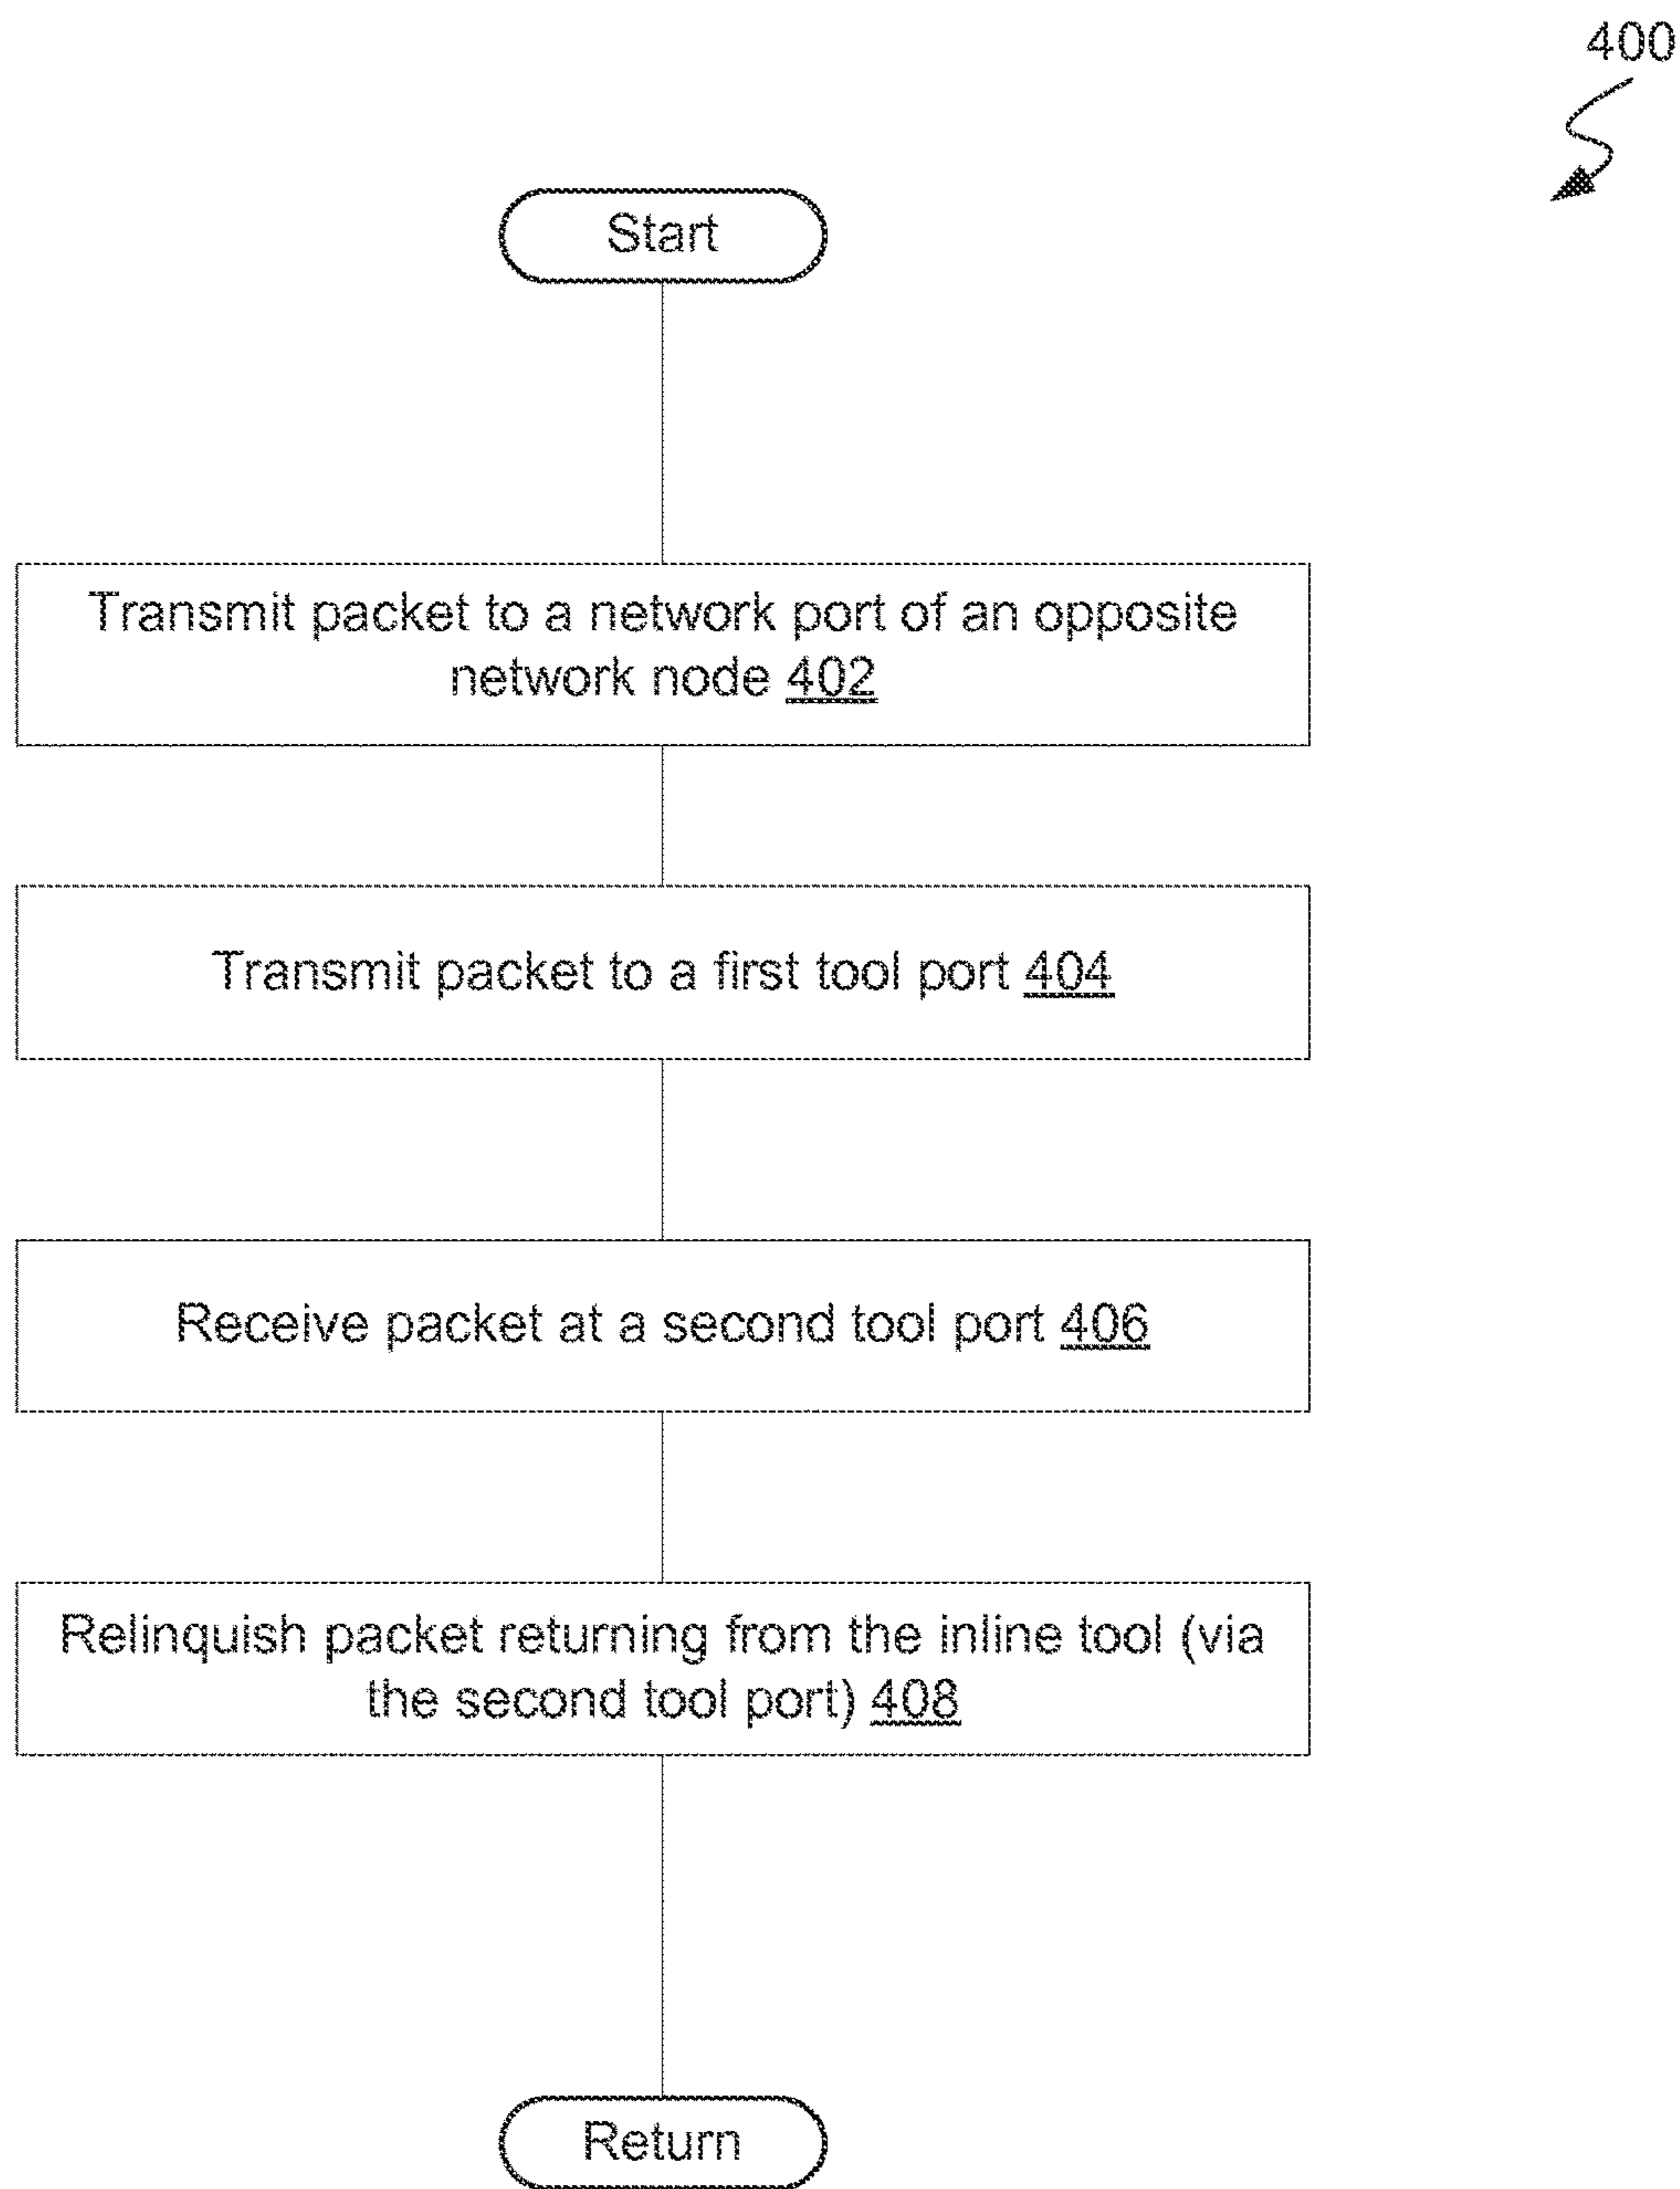 400
Start
Transmit packet to a network port of an opposite
network node 402
Transmit packet to a first tool port 404
Receive packet at a second tool port 406
Relinquish packet returning from the inline tool (via
the second tool port) 408
Return